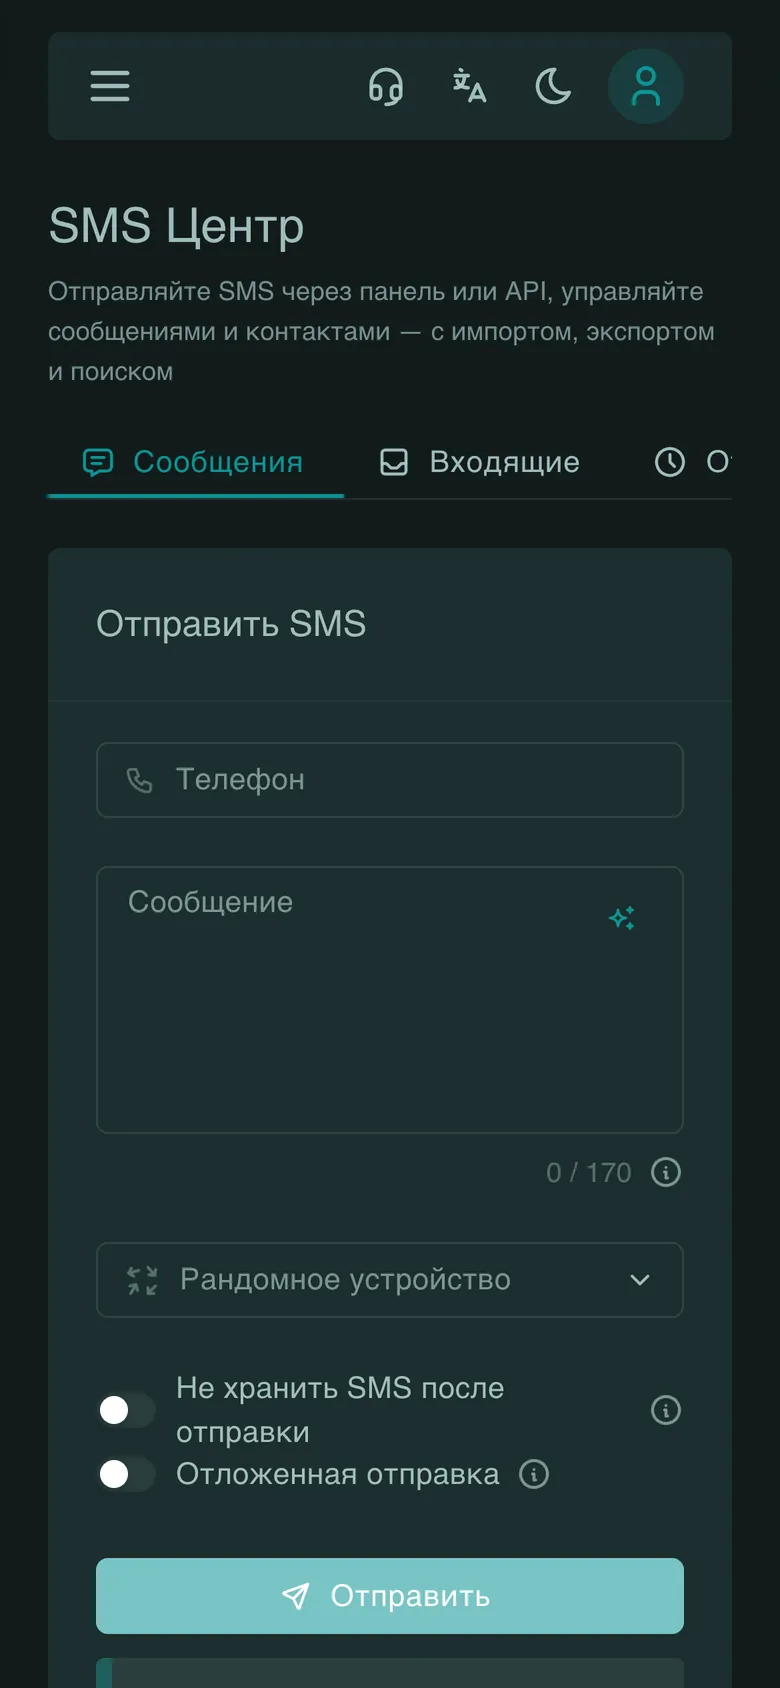 SMS Центр
Отправляйте SMS через панель или API, управляйте
сообщениями и контактами — с импортом, экспортом
и поиском
Сообщения Входящие
Отправить SMS
Телефон
Сообщение
0 / 170
Рандомное устройство
Не хранить SMS после
отправки
Отложенная отправка
Отправить